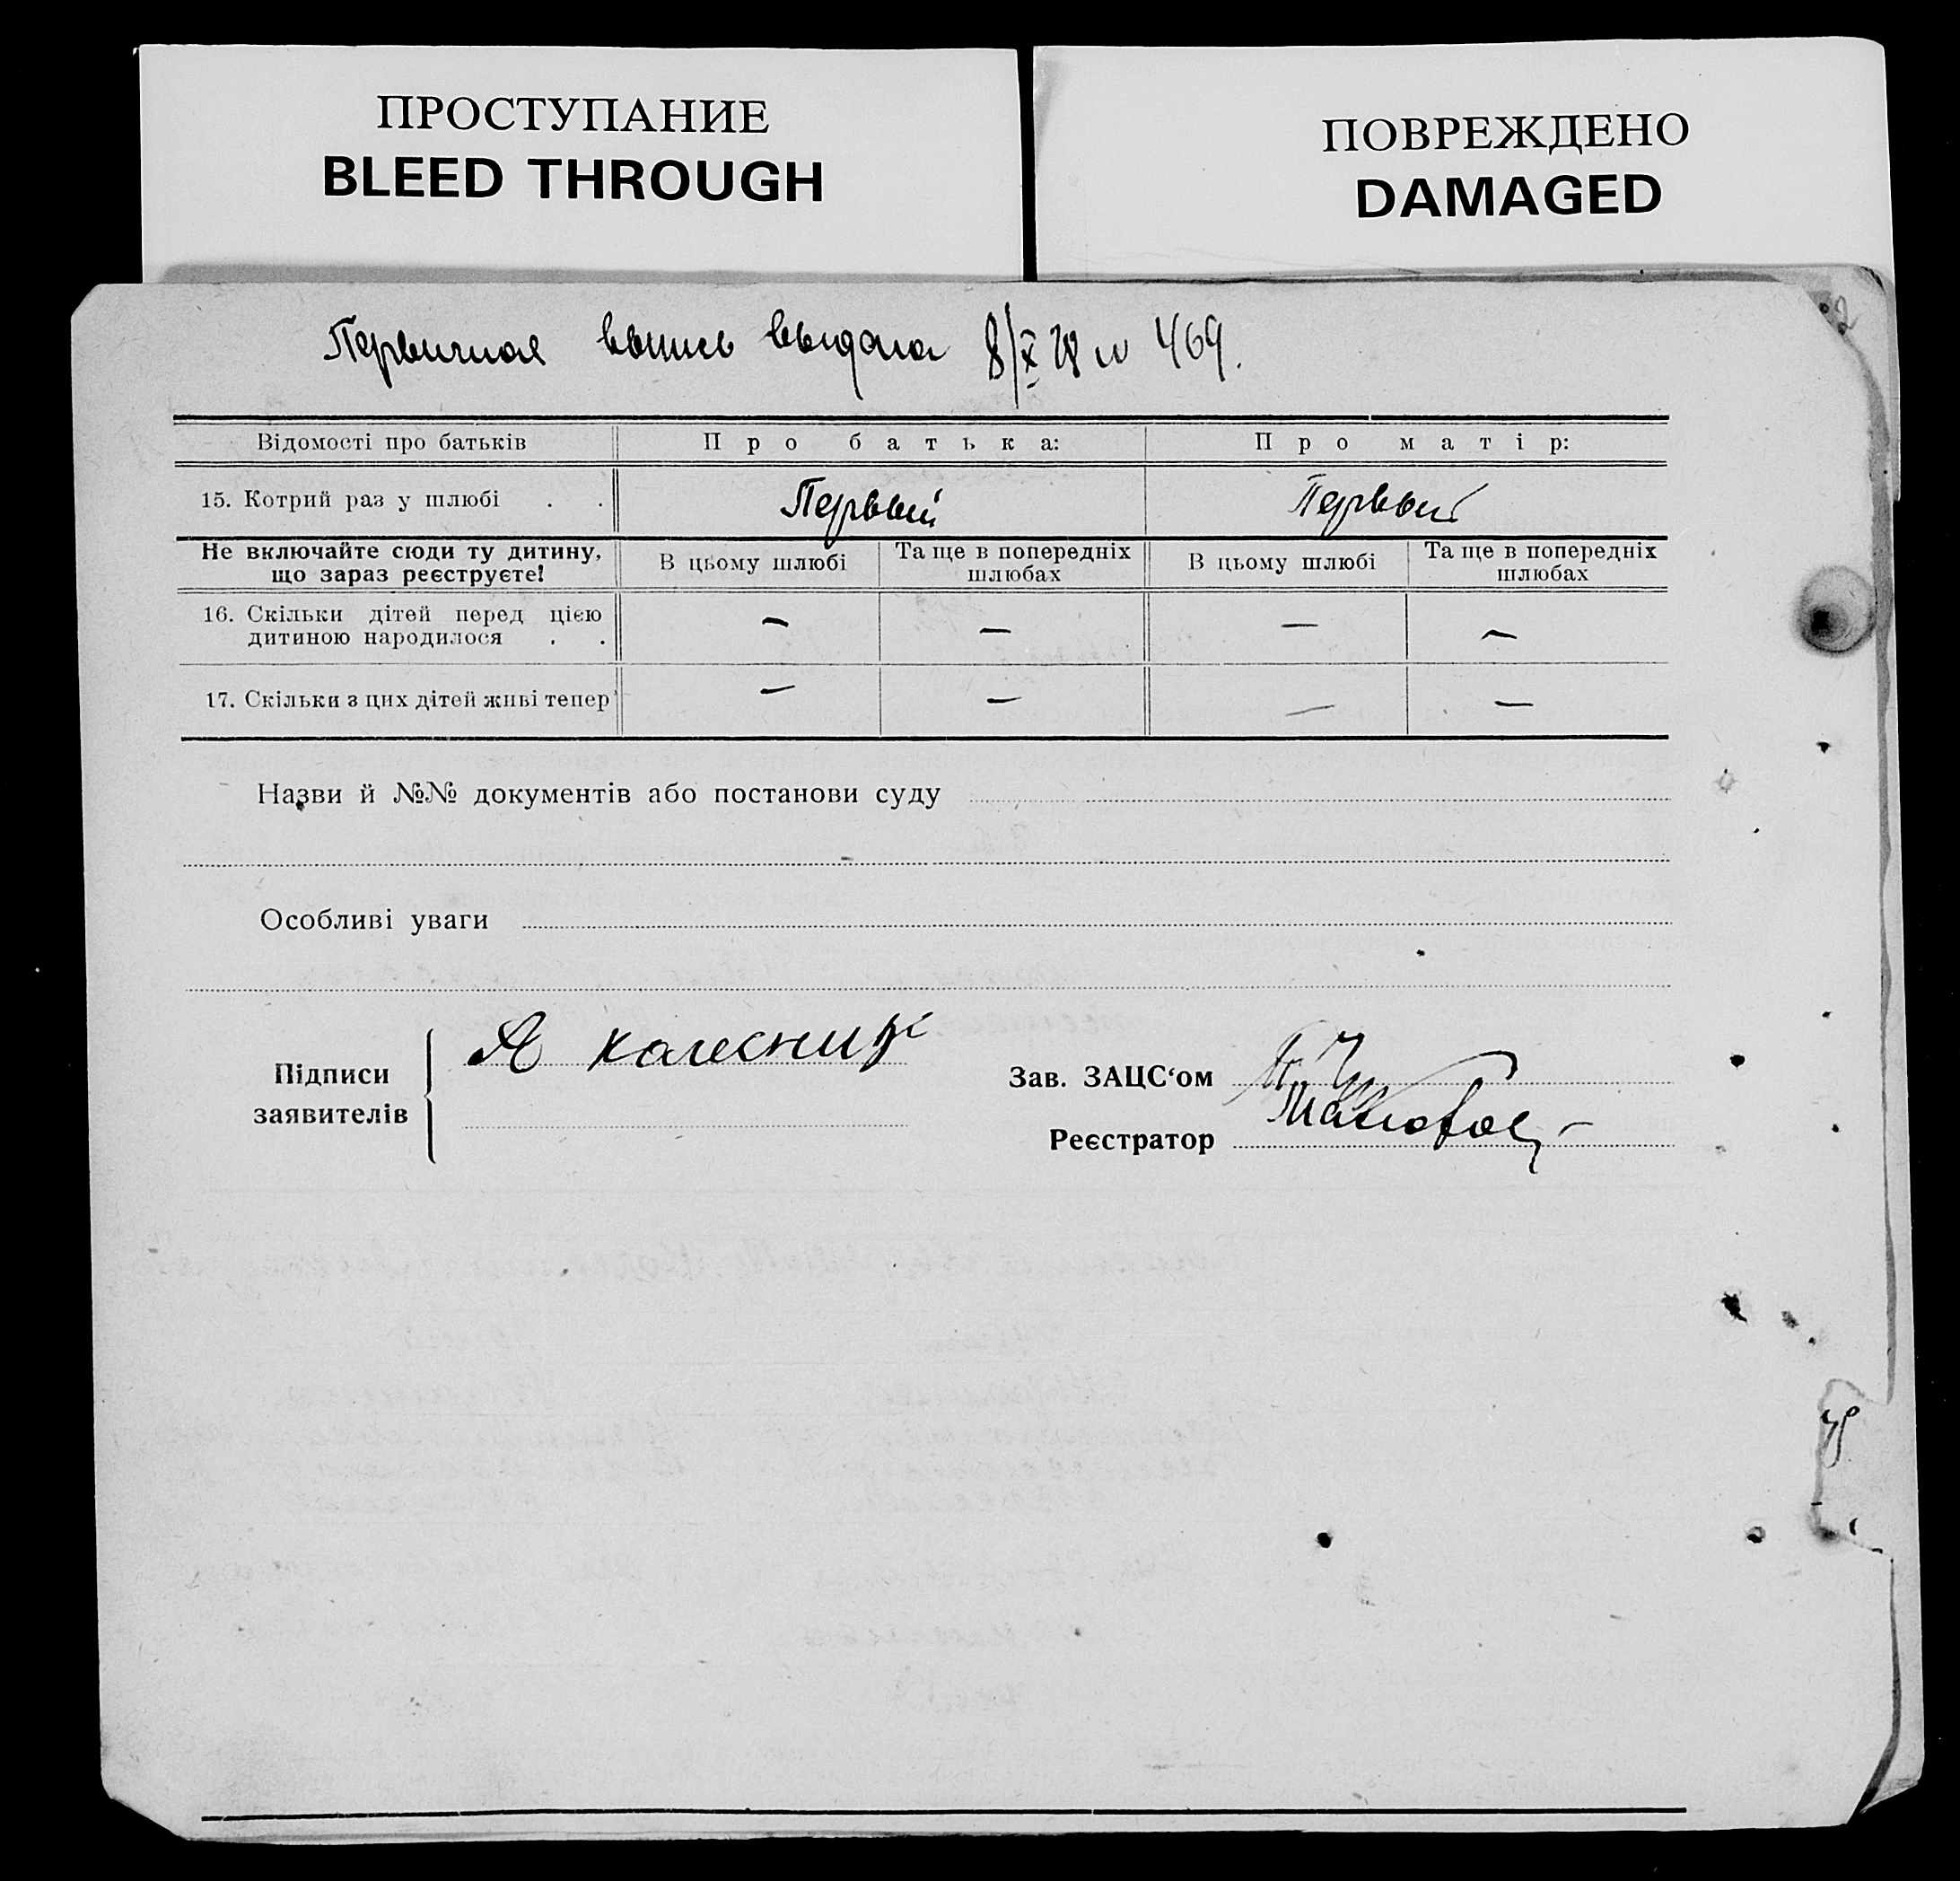 ПРОСТУПАНИЕ
BLEED THROUGH
ПОВРЕЖДЕНО
DAMAGED
Первичная выпись выдана 8/X 28 № 469.
Відомості про батьків Про батька: Про матір:
15. Котрий раз у шлюбі . . Первый Первый
Не включайте сюди ту дитину, що зараз реєструєте! В цьому шлюбі Та ще в попередніх шлюбах В цьому шлюбі Та ще в попередніх шлюбах
16. Скільки дітей перед цією дитиною народилося . . — — — —
17. Скільки з цих дітей живі тепер — — — —
Назви й №№ документів або постанови суду
Особливі уваги
Підписи заявителів
А Колесник
Зав. ЗАЦС‘ом
Реєстратор